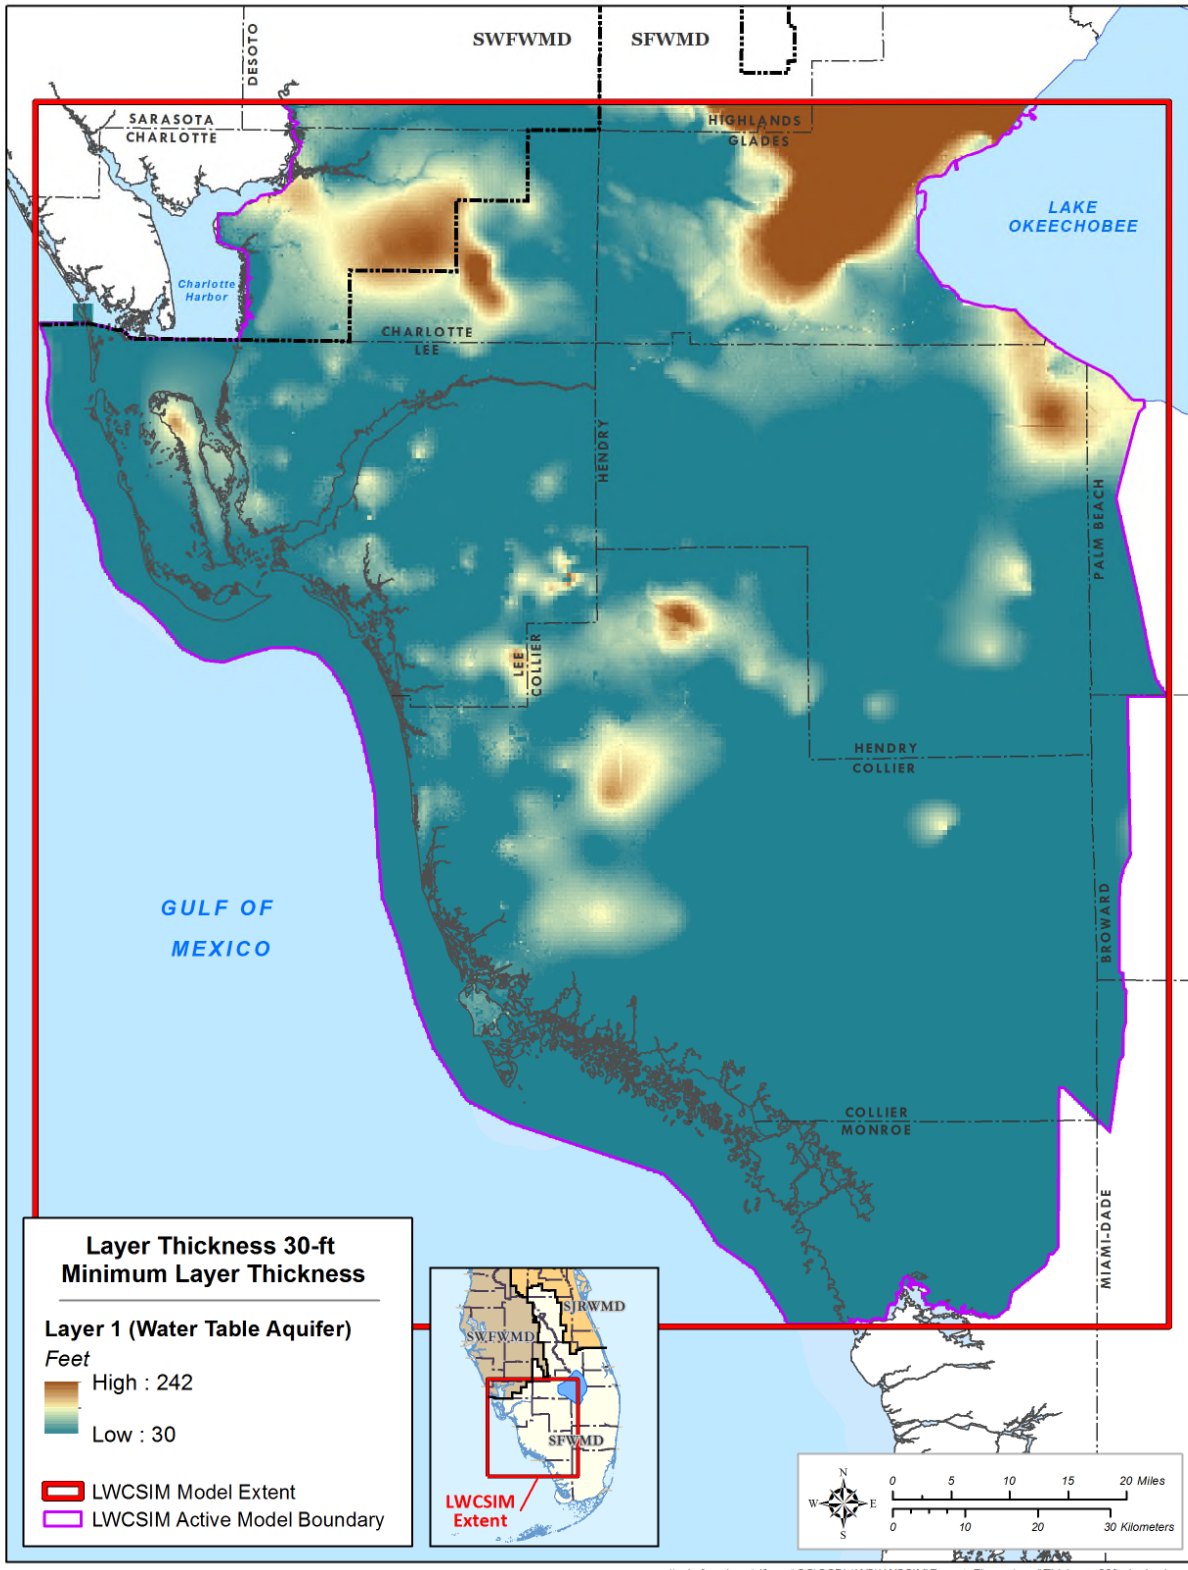 DESOTO
SWFWMD
SFWMD
SARASOTA
CHARLOTTE
HIGHLANDS
GLADES
LAKE
OKEECHOBEE
Charlotte
Harbor
CHARLOTTE
LEE
HENDRY
PALM BEACH
LEE
COLLIER
HENDRY
COLLIER
GULF OF
MEXICO
BROWARD
COLLIER
MONROE
MIAMI-DADE
Layer Thickness 30-ft
Minimum Layer Thickness
Layer 1 (Water Table Aquifer)
Feet
High : 242
Low : 30
LWCSIM Model Extent
LWCSIM Active Model Boundary
SJRWMD
SWFWMD
SFWMD
LWCSIM
Extent
N
W
E
S
0 5 10 15 20 Miles
0 10 20 30 Kilometers